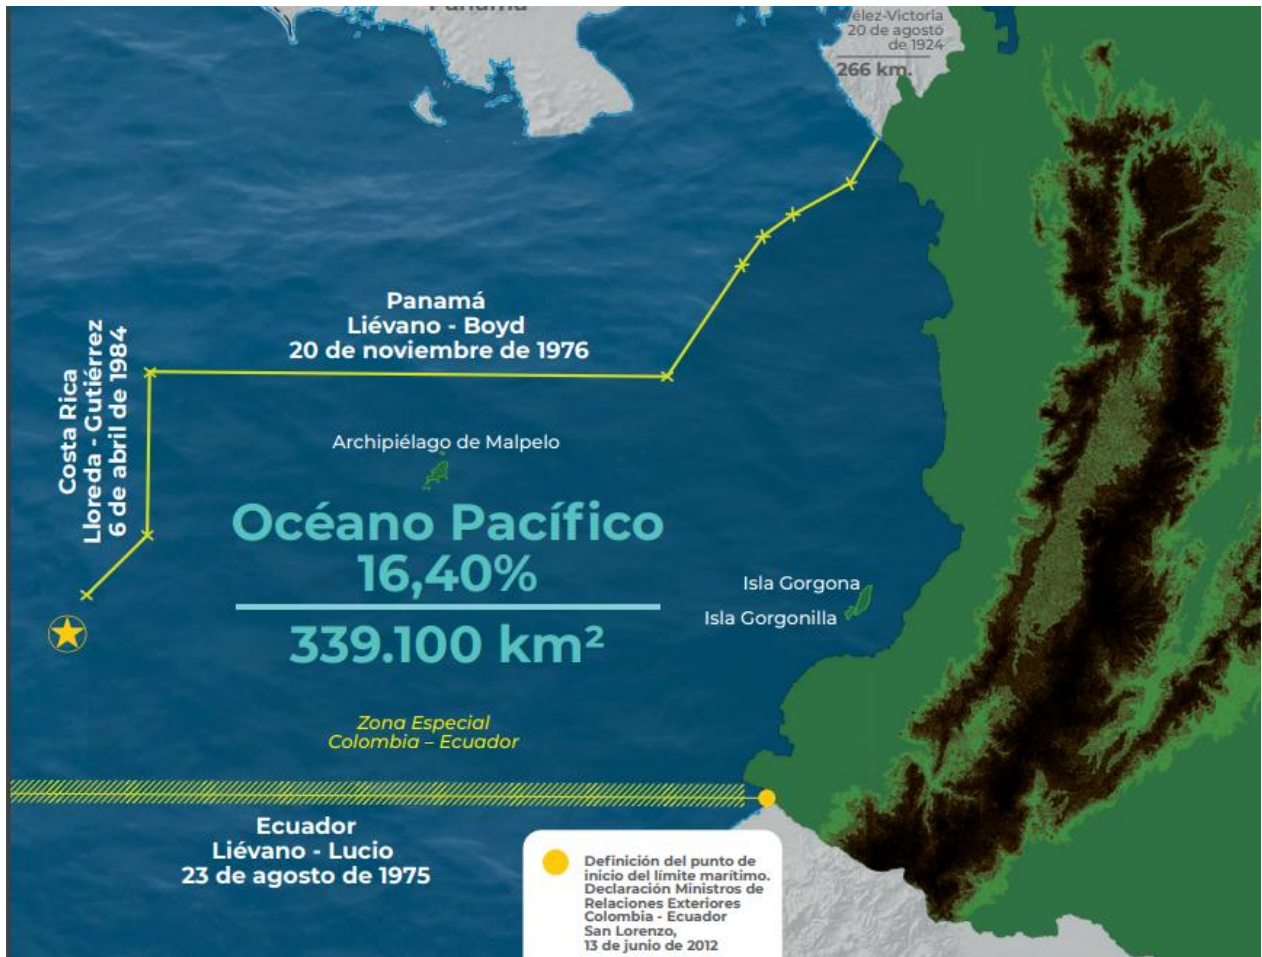 Panamá
élez-Victoria
20 de agosto
de 1924
266 km.
Panamá
Liévano - Boyd
20 de noviembre de 1976
Costa Rica
Lloreda - Gutiérrez
6 de abril de 1984
Archipiélago de Malpelo
Océano Pacífico
16,40%
339.100 km²
Isla Gorgona
Isla Gorgonilla
Zona Especial
Colombia – Ecuador
Ecuador
Liévano - Lucio
23 de agosto de 1975
Definición del punto de
inicio del límite marítimo.
Declaración Ministros de
Relaciones Exteriores
Colombia - Ecuador
San Lorenzo,
13 de junio de 2012